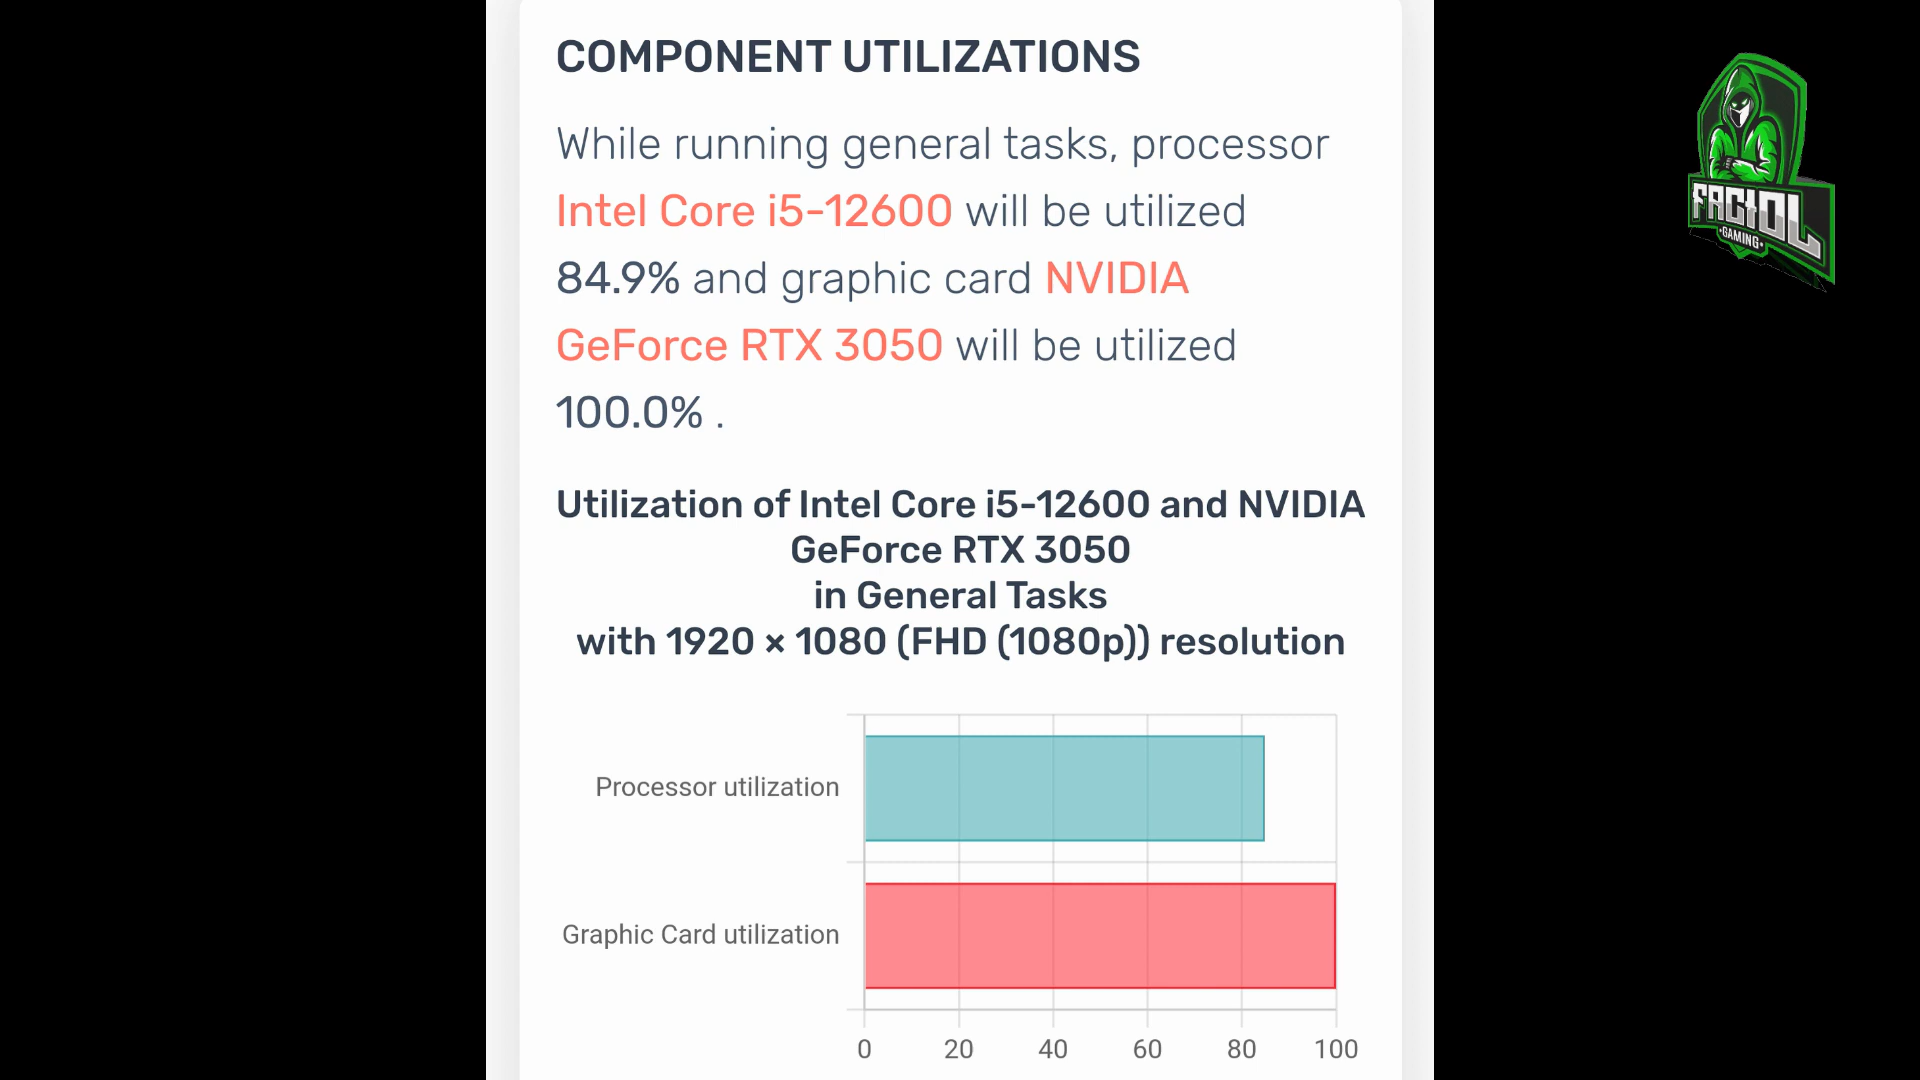 COMPONENT UTILIZATIONS
While running general tasks, processor
Intel Core i5-12600 will be utilized
84.9% and graphic card NVIDIA
GeForce RTX 3050 will be utilized
100.0% .
Utilization of Intel Core i5-12600 and NVIDIA
GeForce RTX 3050
in General Tasks
with 1920 × 1080 (FHD (1080p)) resolution
Processor utilization
Graphic Card utilization
0 20 40 60 80 100
FACIOL
•GAMING•